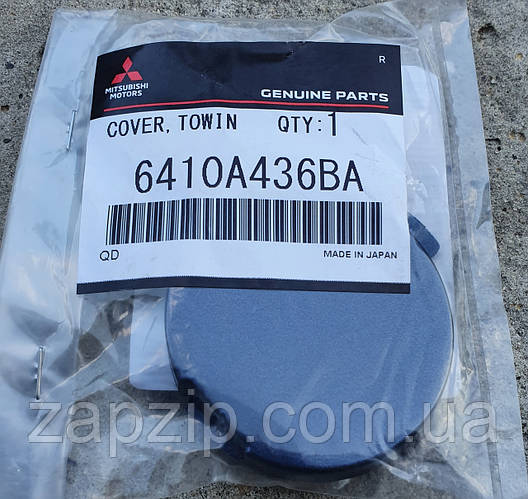 R
MITSUBISHI
MOTORS
GENUINE PARTS
COVER, TOWIN QTY:1
6410A436BA
QD
MADE IN JAPAN
zapzip.com.ua